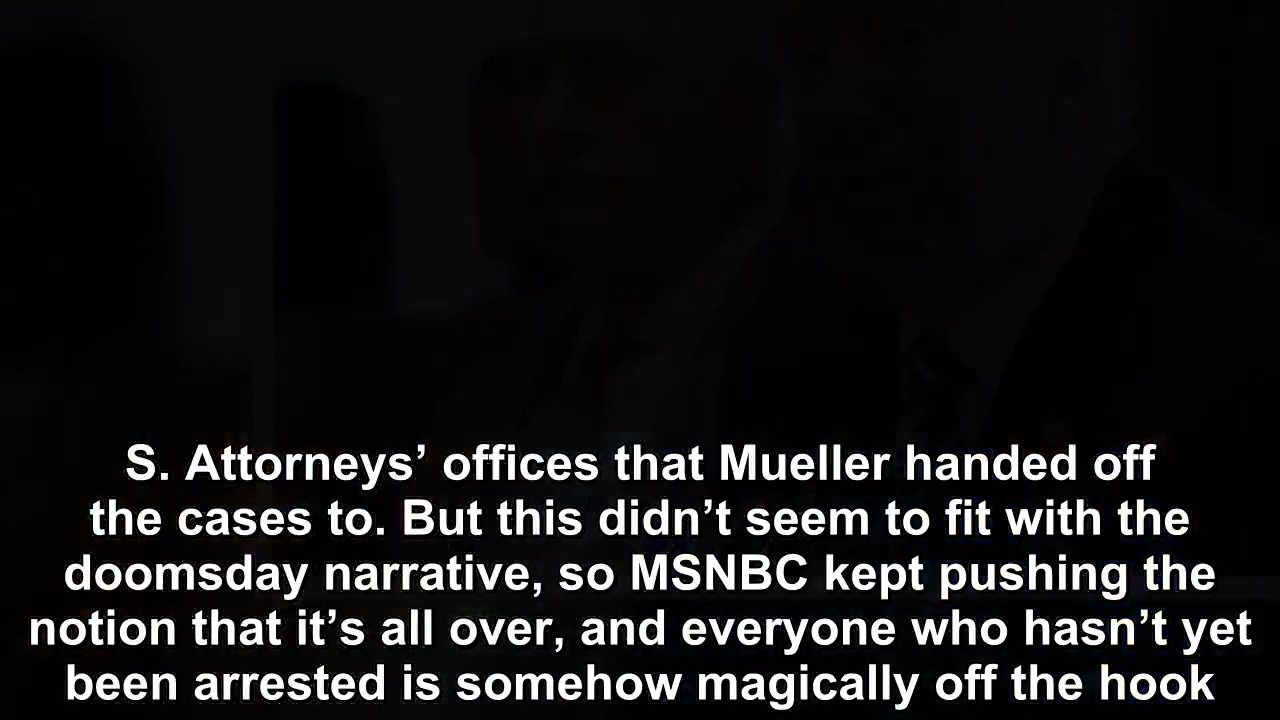 S. Attorneys’ offices that Mueller handed off
the cases to. But this didn’t seem to fit with the
doomsday narrative, so MSNBC kept pushing the
notion that it’s all over, and everyone who hasn’t yet
been arrested is somehow magically off the hook